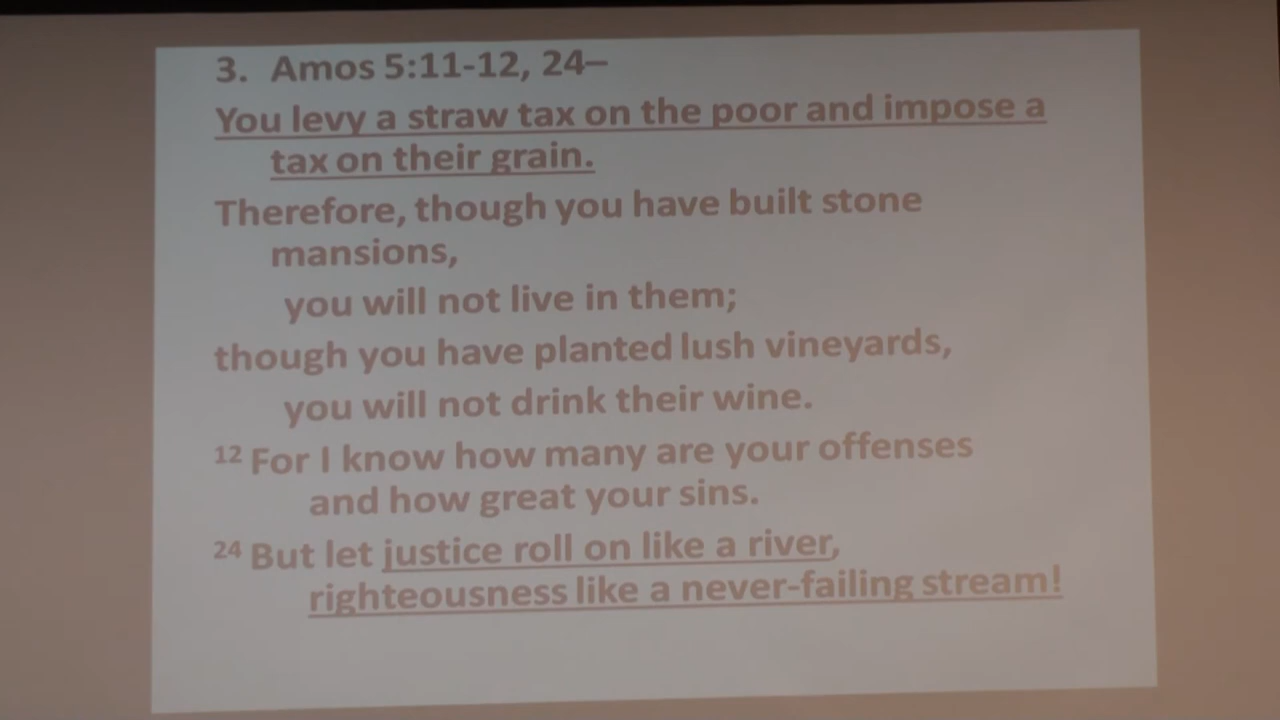 3. Amos 5:11-12, 24–
You levy a straw tax on the poor and impose a
tax on their grain.
Therefore, though you have built stone
mansions,
you will not live in them;
though you have planted lush vineyards,
you will not drink their wine.
12 For I know how many are your offenses
and how great your sins.
24 But let justice roll on like a river,
righteousness like a never-failing stream!